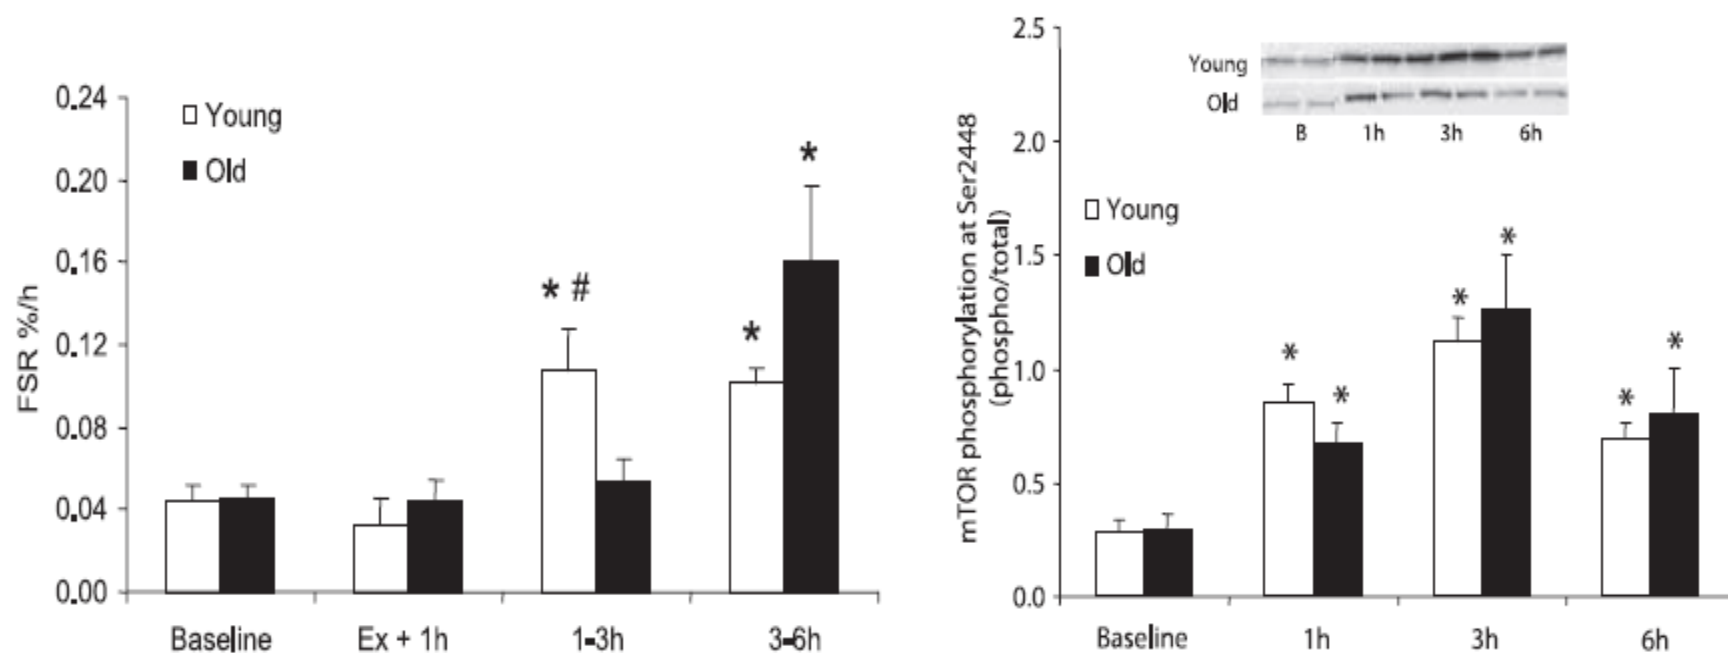 0.24
0.20
0.16
0.12
0.08
0.04
0.00
FSR %/h
Young
Old
* #
*
*
Baseline Ex + 1h 1-3h 3-6h
2.5
2.0
1.5
1.0
0.5
0.0
mTOR phosphorylation at Ser2448
(phospho/total)
Young
Old
B 1h 3h 6h
Young
Old
*
*
*
*
*
*
Baseline 1h 3h 6h